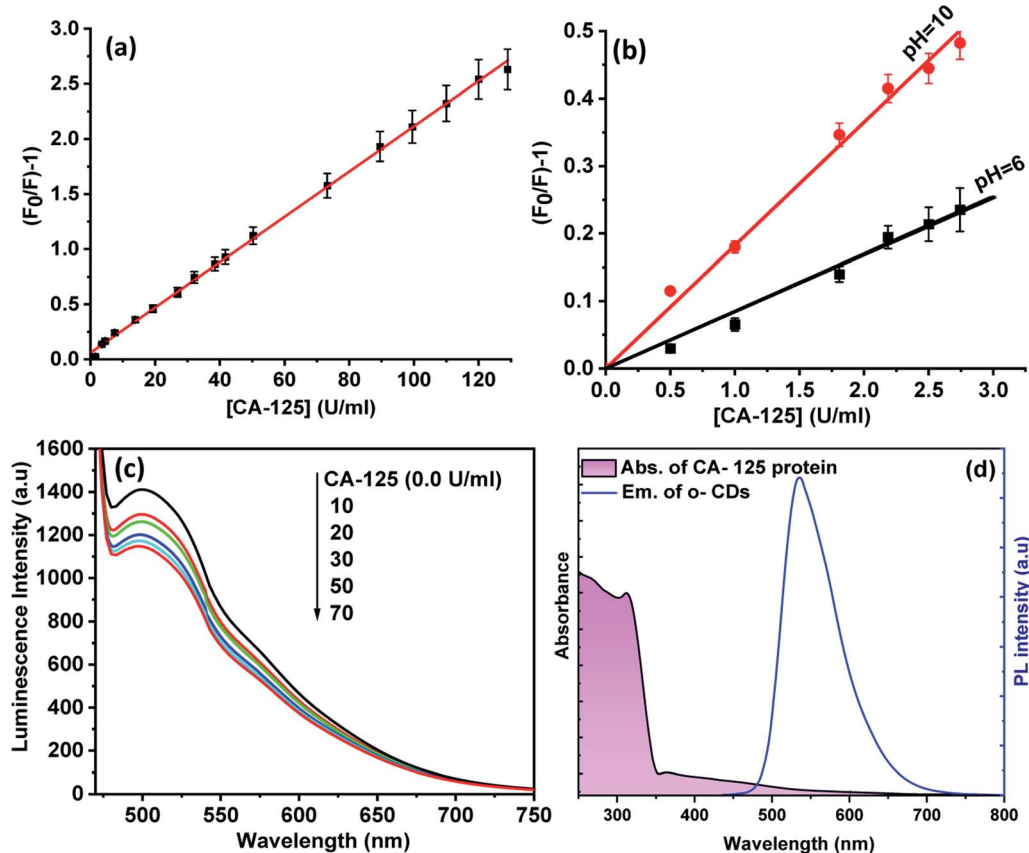 (a)
3.0
2.5
2.0
1.5
1.0
0.5
0.0
(F0/F)-1)
0 20 40 60 80 100 120
[CA-125] (U/ml)
(b)
0.5
0.4
0.3
0.2
0.1
0.0
(F0/F)-1)
pH=10
pH=6
0.0 0.5 1.0 1.5 2.0 2.5 3.0
[CA-125] (U/ml)
(c)
1600
1400
1200
1000
800
600
400
200
0
Luminescence Intensity (a.u)
CA-125 (0.0 U/ml)
10
20
30
50
70
500 550 600 650 700 750
Wavelength (nm)
(d)
Abs. of CA- 125 protein
Em. of o- CDs
Absorbance
PL intensity (a.u)
300 400 500 600 700 800
Wavelength (nm)